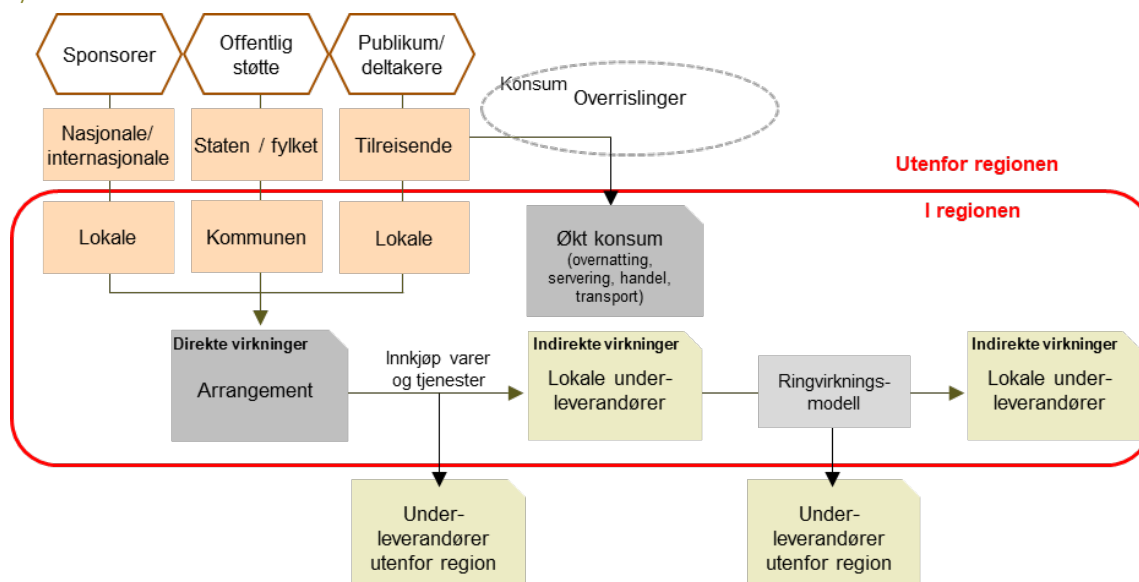 Sponsorer
Offentlig
støtte
Publikum/
deltakere
Konsum
Overrislinger
Nasjonale/
internasjonale
Staten / fylket
Tilreisende
Utenfor regionen
I regionen
Lokale
Kommunen
Lokale
Økt konsum
(overnatting,
servering, handel,
transport)
Direkte virkninger
Arrangement
Innkjøp varer
og tjenester
Indirekte virkninger
Lokale under-
leverandører
Ringvirknings-
modell
Indirekte virkninger
Lokale under-
leverandører
Under-
leverandører
utenfor region
Under-
leverandører
utenfor region